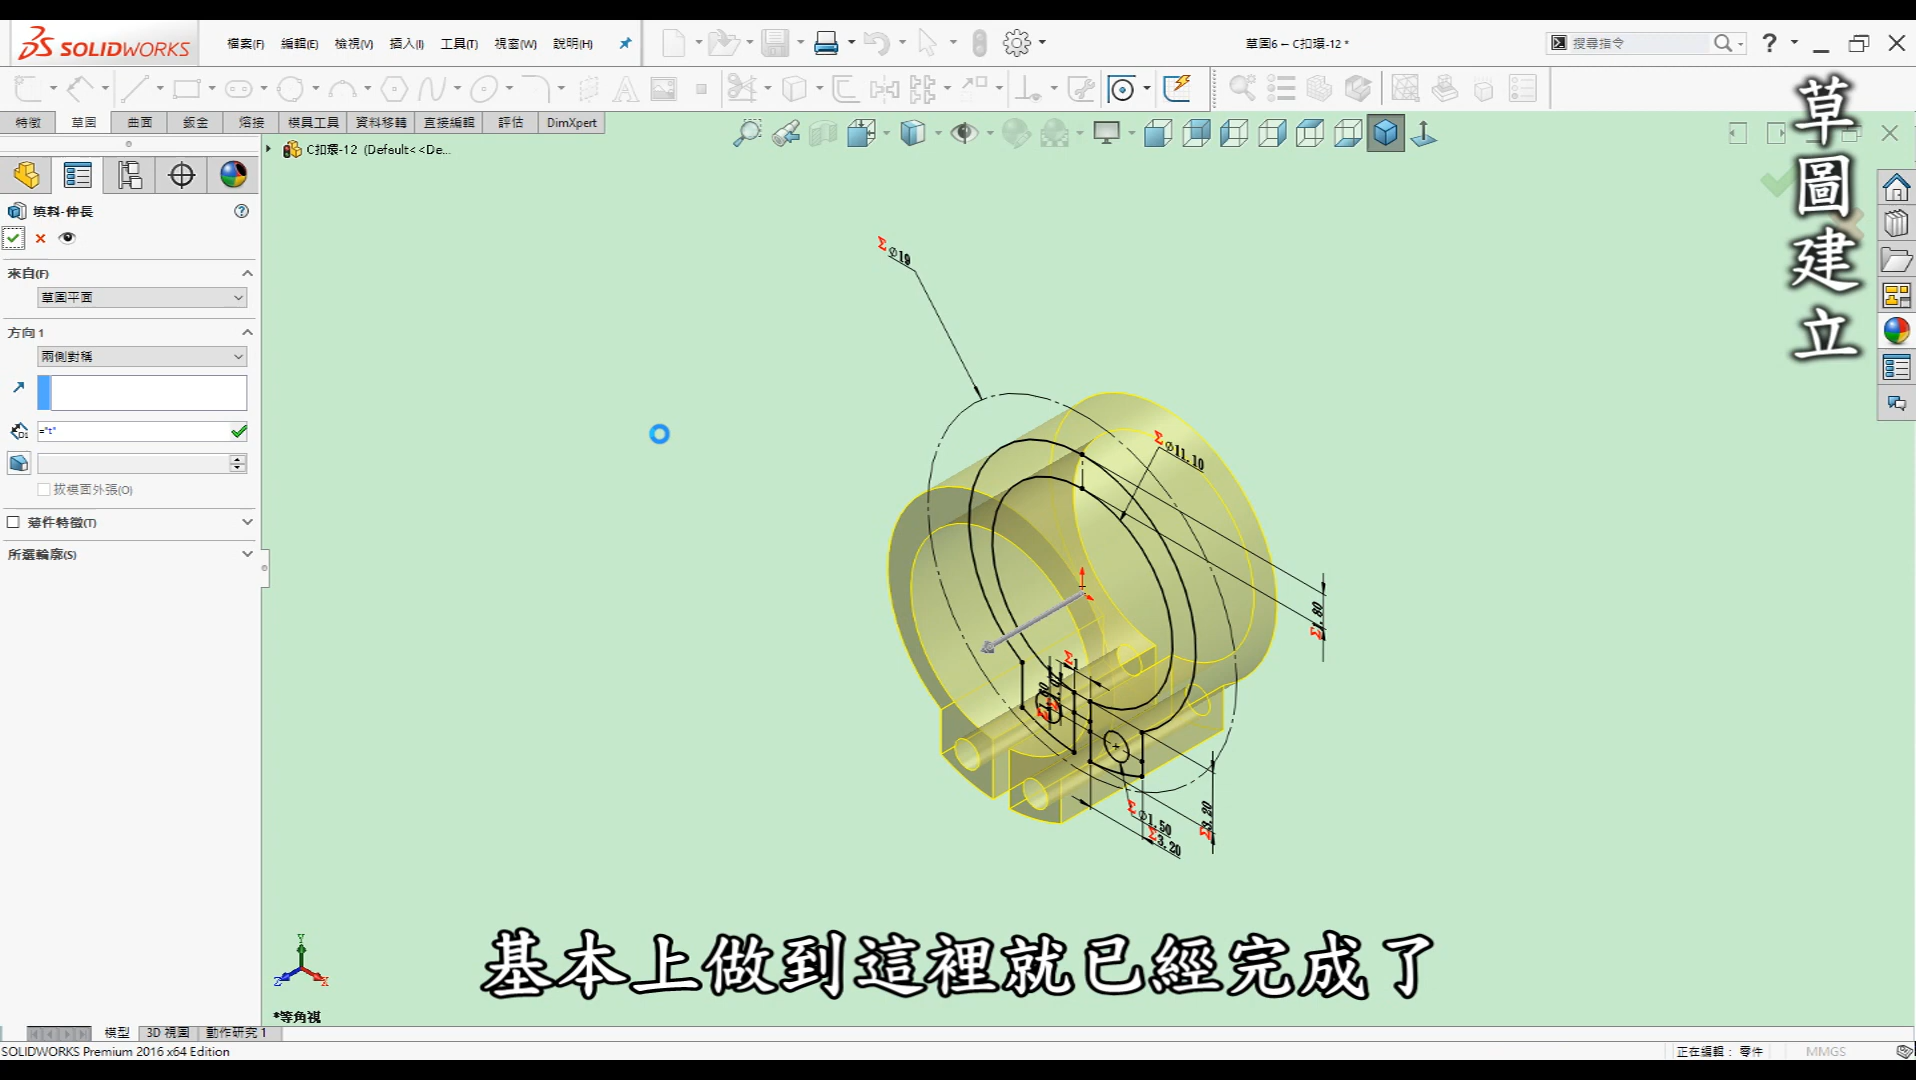 SOLIDWORKS
檔案(F) 編輯(E) 檢視(V) 插入(I) 工具(T) 視窗(W) 說明(H)
草圖6 ← C扣環-12 *
搜尋指令
特徵 草圖 曲面 鈑金 熔接 模具工具 資料移轉 直接編輯 評估 DimXpert
C扣環-12 (Default<<De...
填料-伸長
來自(F)
草圖平面
方向 1
兩側對稱
="t"
拔模面外張(O)
薄件特徵(T)
所選輪廓(S)
Σ Ø19
Σ Ø11.10
Σ1.80
Σ1
Σ Ø1.50
Σ3.20
Σ3.20
草圖建立
基本上做到這裡就已經完成了
Y
Z
X
*等角視
模型 3D 視圖 動作研究 1
SOLIDWORKS Premium 2016 x64 Edition
正在編輯： 零件
MMGS